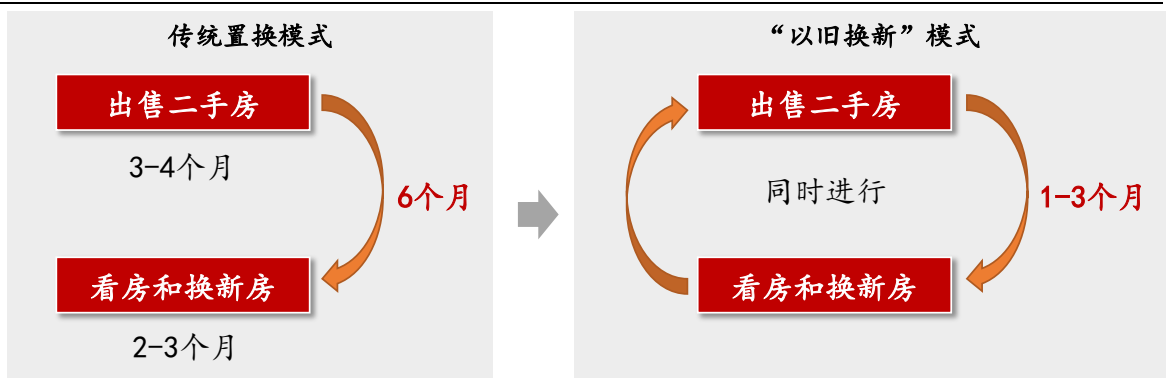 传统置换模式
出售二手房
3-4个月
6个月
看房和换新房
2-3个月
“以旧换新”模式
出售二手房
同时进行
1-3个月
看房和换新房